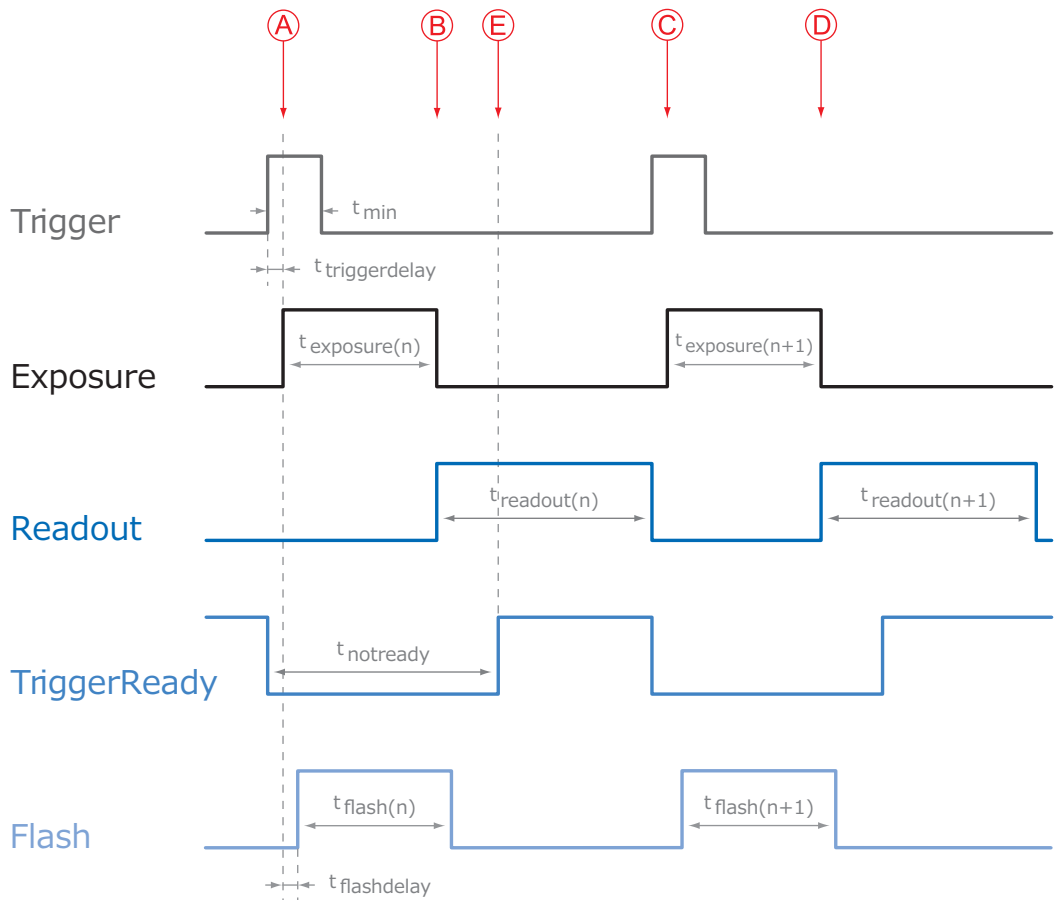 A B E C D
Trigger
t min
t triggerdelay
Exposure
t exposure(n)
t exposure(n+1)
Readout
t readout(n)
t readout(n+1)
TriggerReady
t notready
Flash
t flash(n)
t flash(n+1)
t flashdelay